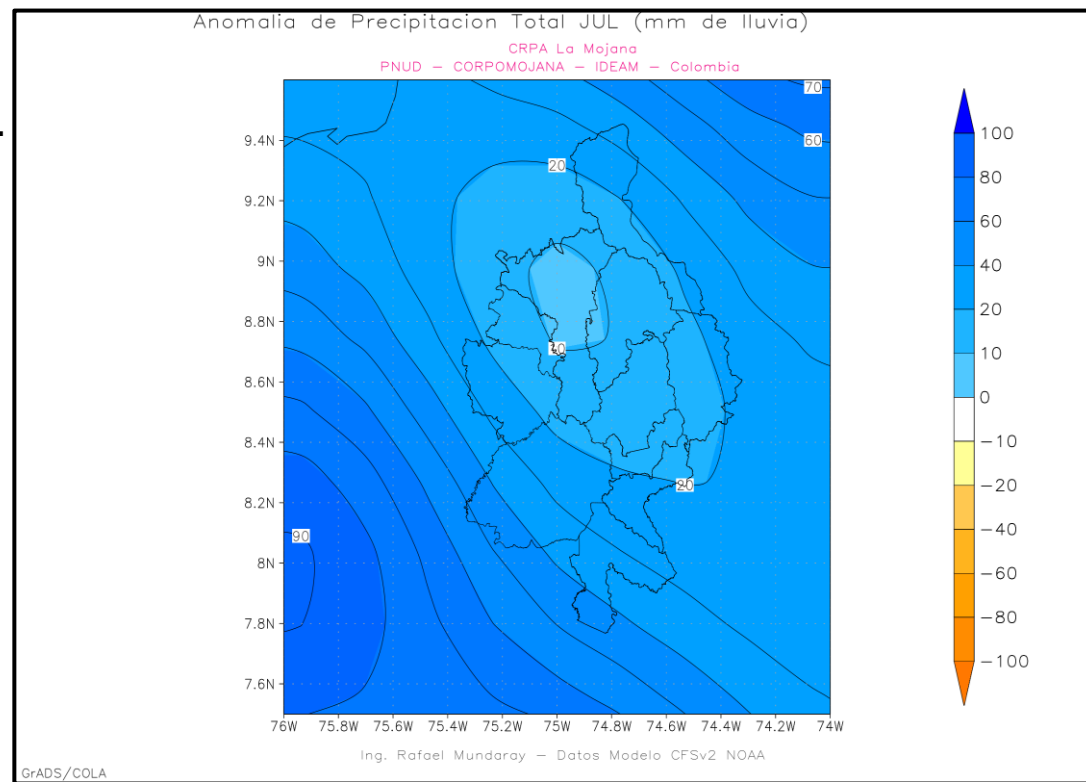 Anomalia de Precipitacion Total JUL (mm de lluvia)
CRPA La Mojana
PNUD – CORPOMOJANA – IDEAM – Colombia
70
60
20
10
20
90
9.4N
9.2N
9N
8.8N
8.6N
8.4N
8.2N
8N
7.8N
7.6N
76W 75.8W 75.6W 75.4W 75.2W 75W 74.8W 74.6W 74.4W 74.2W 74W
100
80
60
40
20
10
0
−10
−20
−40
−60
−80
−100
Ing. Rafael Mundaray – Datos Modelo CFSv2 NOAA
GrADS/COLA